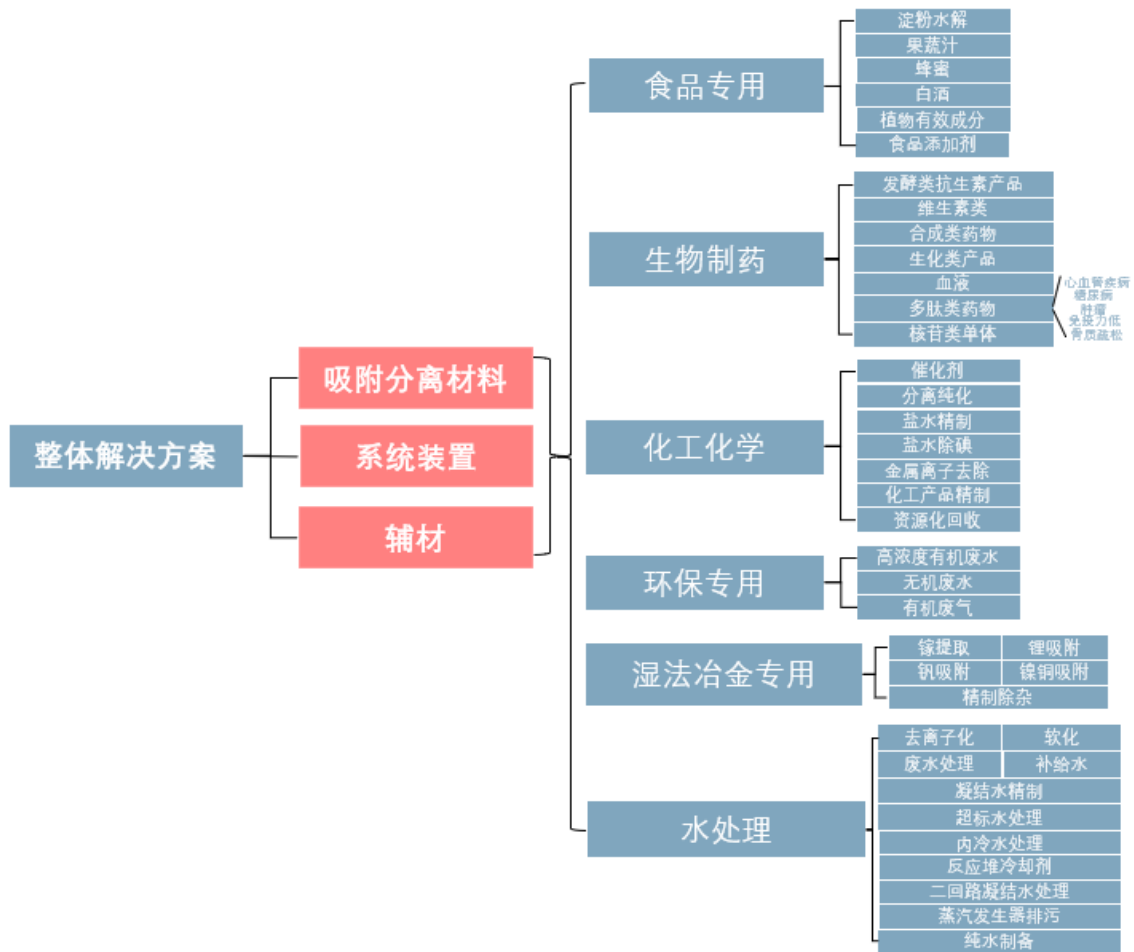 整体解决方案
吸附分离材料
系统装置
辅材
食品专用
淀粉水解
果蔬汁
蜂蜜
白酒
植物有效成分
食品添加剂
生物制药
发酵类抗生素产品
维生素类
合成类药物
生化类产品
血液
多肽类药物
核苷类单体
心血管疾病
糖尿病
肿瘤
免疫力低
骨质疏松
化工化学
催化剂
分离纯化
盐水精制
盐水除碘
金属离子去除
化工产品精制
资源化回收
环保专用
高浓度有机废水
无机废水
有机废气
湿法冶金专用
镓提取 锂吸附
钒吸附 镍铜吸附
精制除杂
水处理
去离子化 软化
废水处理 补给水
凝结水精制
超标水处理
内冷水处理
反应堆冷却剂
二回路凝结水处理
蒸汽发生器排污
纯水制备